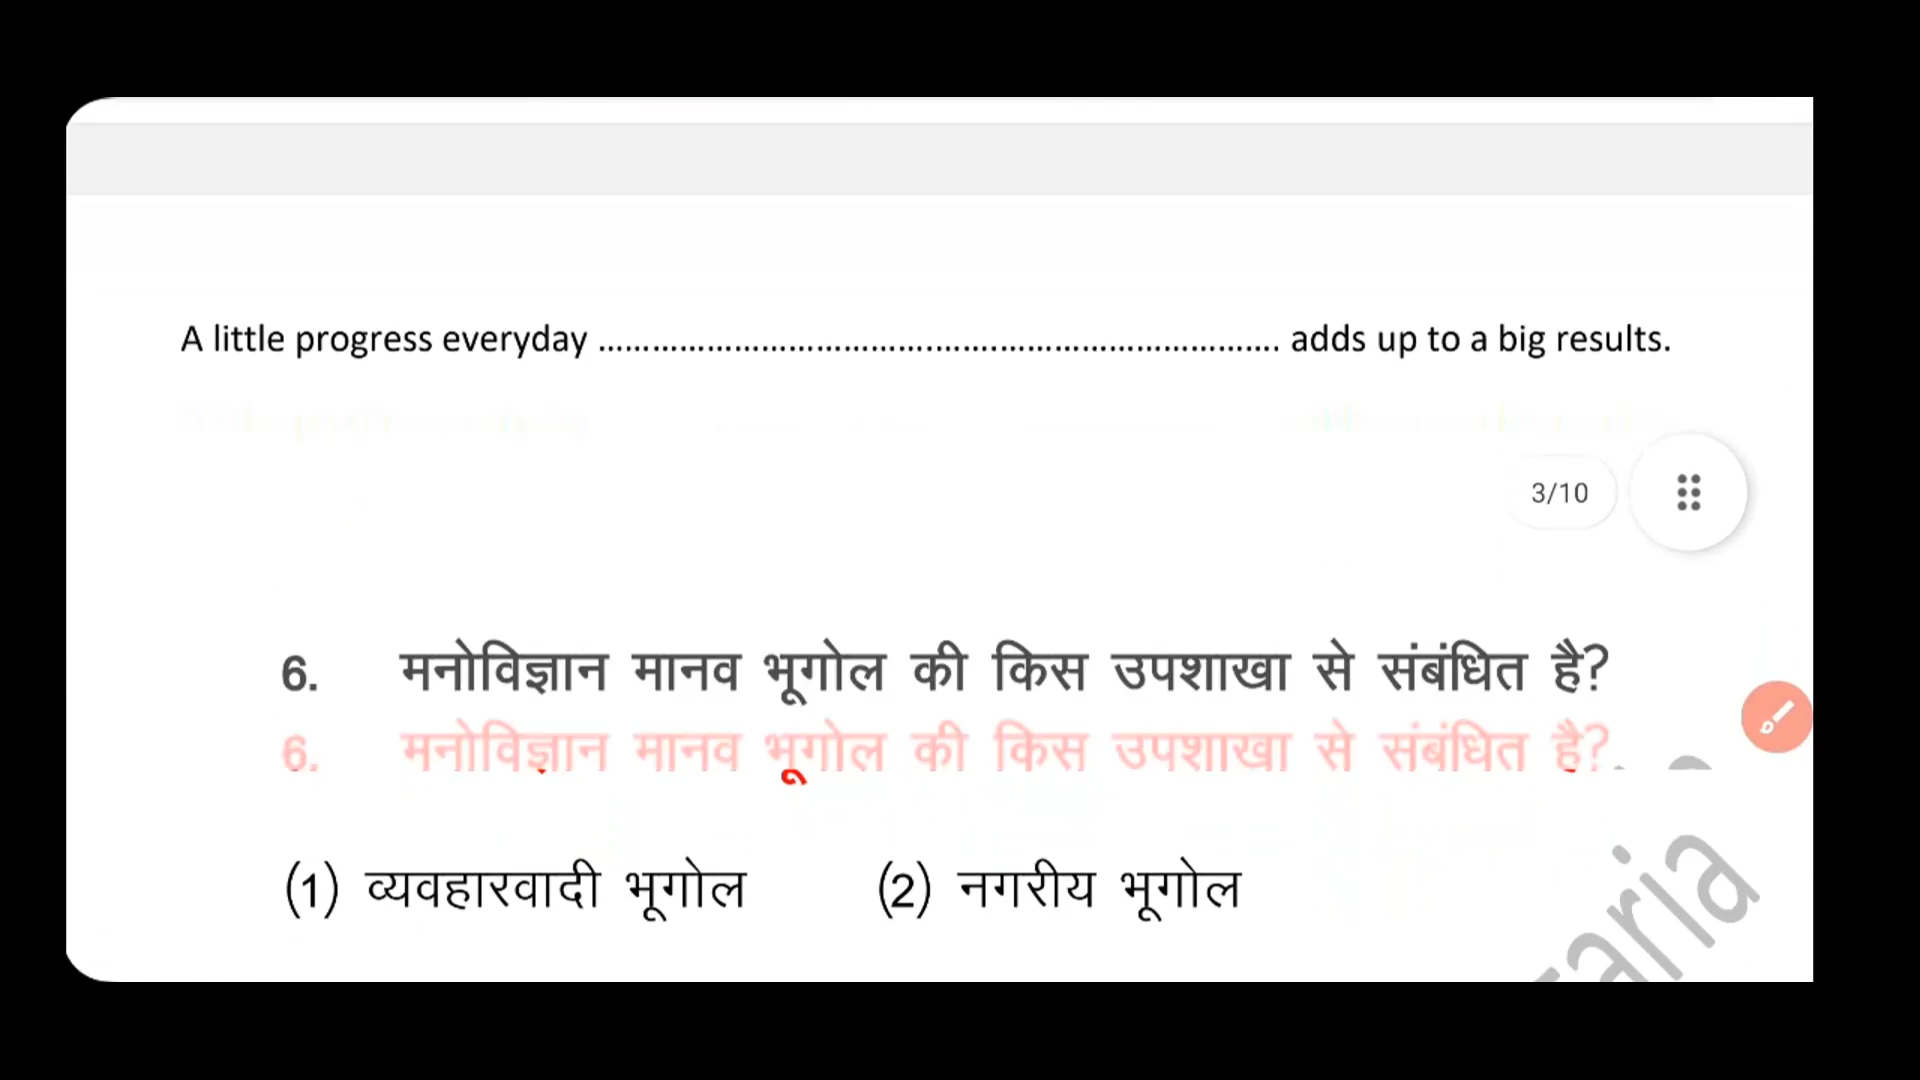 A little progress everyday ................................................................................ adds up to a big results.
3/10
6. मनोविज्ञान मानव भूगोल की किस उपशाखा से संबंधित है?
6. मनोविज्ञान मानव भूगोल की किस उपशाखा से संबंधित है?
(1) व्यवहारवादी भूगोल (2) नगरीय भूगोल